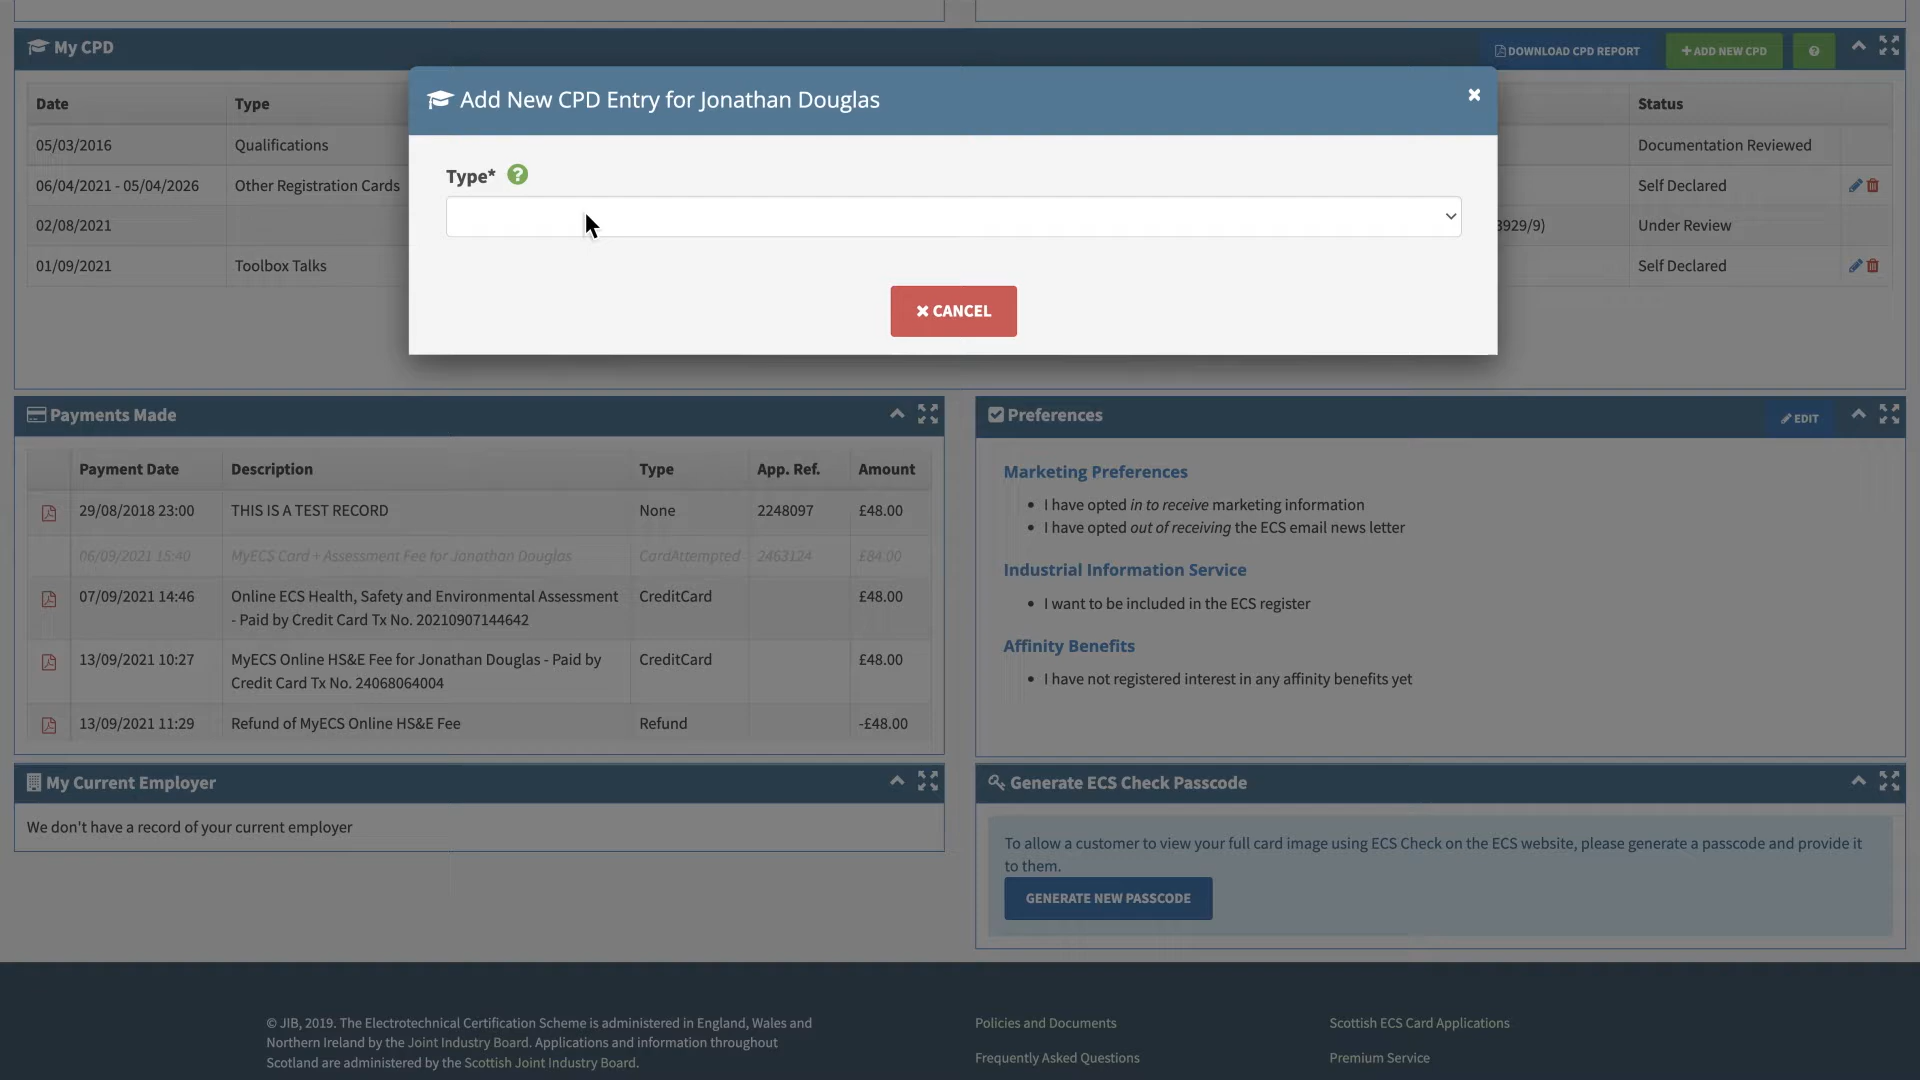 My CPD
DOWNLOAD CPD REPORT
+ ADD NEW CPD
Add New CPD Entry for Jonathan Douglas
Type*
CANCEL
Date Type Status
05/03/2016 Qualifications Documentation Reviewed
06/04/2021 - 05/04/2026 Other Registration Cards Self Declared
02/08/2021 3929/9) Under Review
01/09/2021 Toolbox Talks Self Declared
Payments Made
Payment Date Description Type App. Ref. Amount
29/08/2018 23:00 THIS IS A TEST RECORD None 2248097 £48.00
06/09/2021 15:40 MyECS Card + Assessment Fee for Jonathan Douglas CardAttempted 2463124 £84.00
07/09/2021 14:46 Online ECS Health, Safety and Environmental Assessment CreditCard £48.00
- Paid by Credit Card Tx No. 20210907144642
13/09/2021 10:27 MyECS Online HS&E Fee for Jonathan Douglas - Paid by CreditCard £48.00
Credit Card Tx No. 24068064004
13/09/2021 11:29 Refund of MyECS Online HS&E Fee Refund -£48.00
Preferences
EDIT
Marketing Preferences
• I have opted in to receive marketing information
• I have opted out of receiving the ECS email news letter
Industrial Information Service
• I want to be included in the ECS register
Affinity Benefits
• I have not registered interest in any affinity benefits yet
My Current Employer
We don't have a record of your current employer
Generate ECS Check Passcode
To allow a customer to view your full card image using ECS Check on the ECS website, please generate a passcode and provide it
to them.
GENERATE NEW PASSCODE
© JIB, 2019. The Electrotechnical Certification Scheme is administered in England, Wales and
Northern Ireland by the Joint Industry Board. Applications and information throughout
Scotland are administered by the Scottish Joint Industry Board.
Policies and Documents
Frequently Asked Questions
Scottish ECS Card Applications
Premium Service